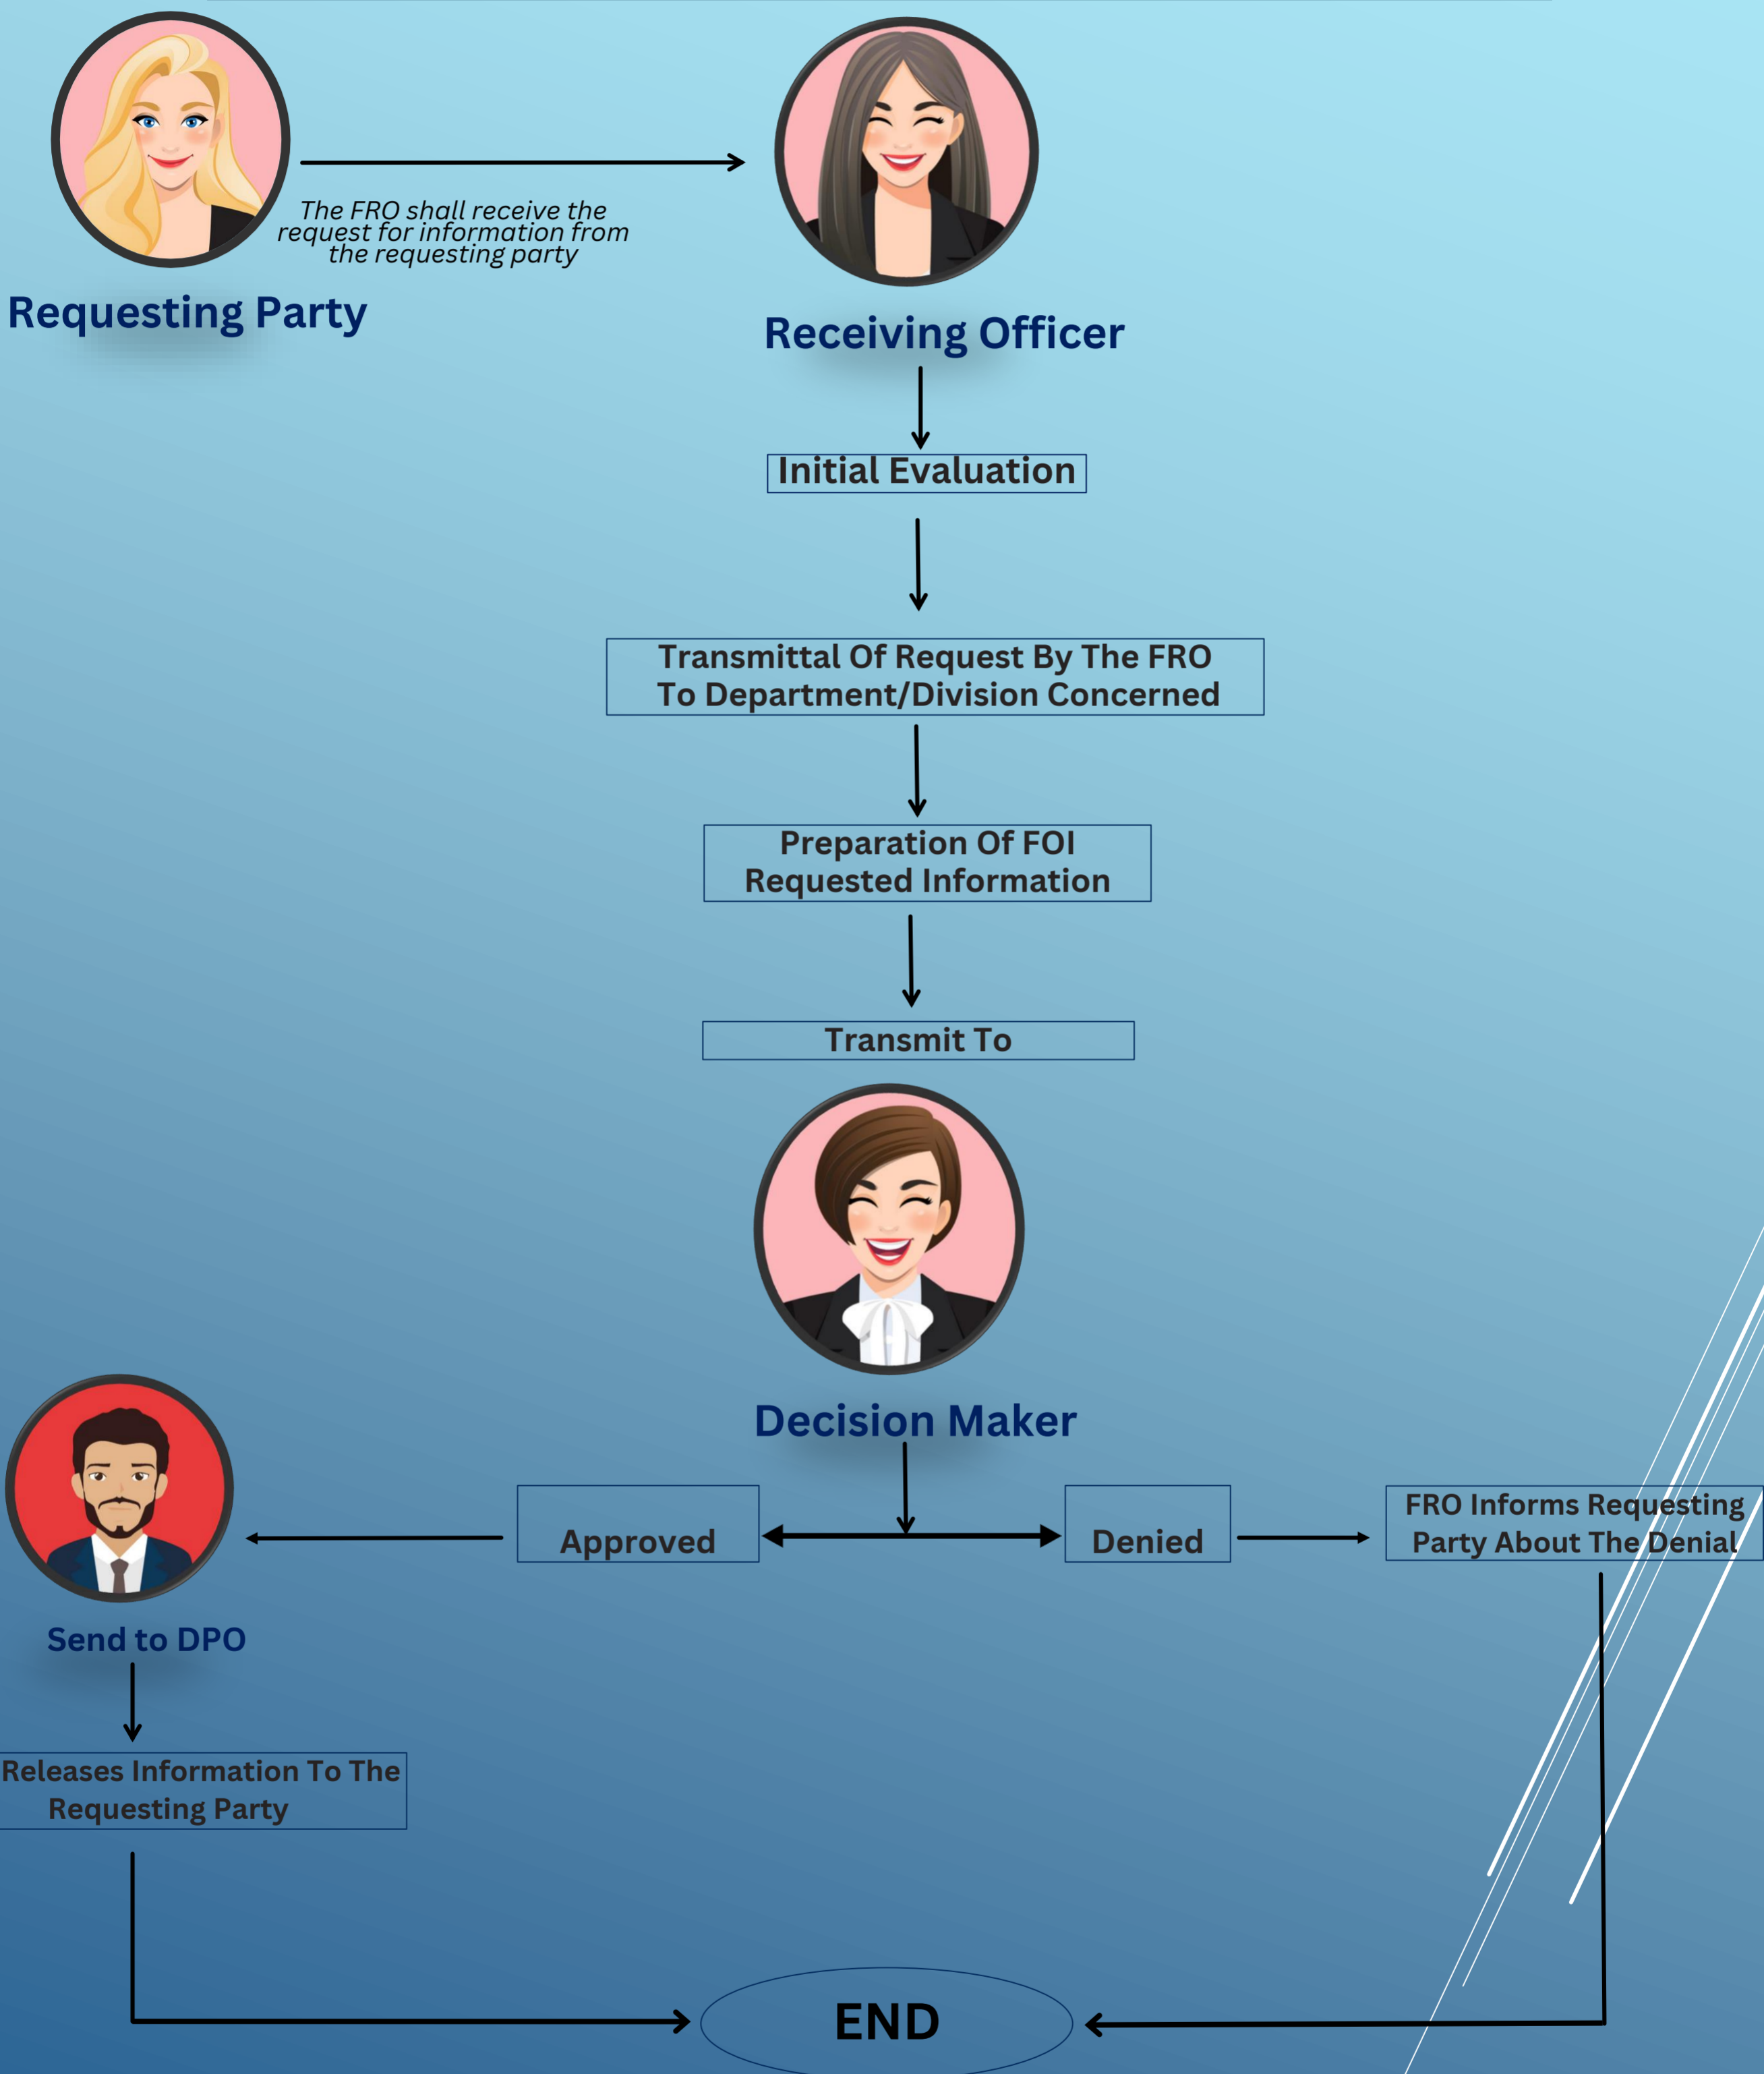 The FRO shall receive the
request for information from
the requesting party
Requesting Party
Receiving Officer
Initial Evaluation
Transmittal Of Request By The FRO
To Department/Division Concerned
Preparation Of FOI
Requested Information
Transmit To
Decision Maker
Approved
Denied
FRO Informs Requesting
Party About The Denial
Send to DPO
Releases Information To The
Requesting Party
END